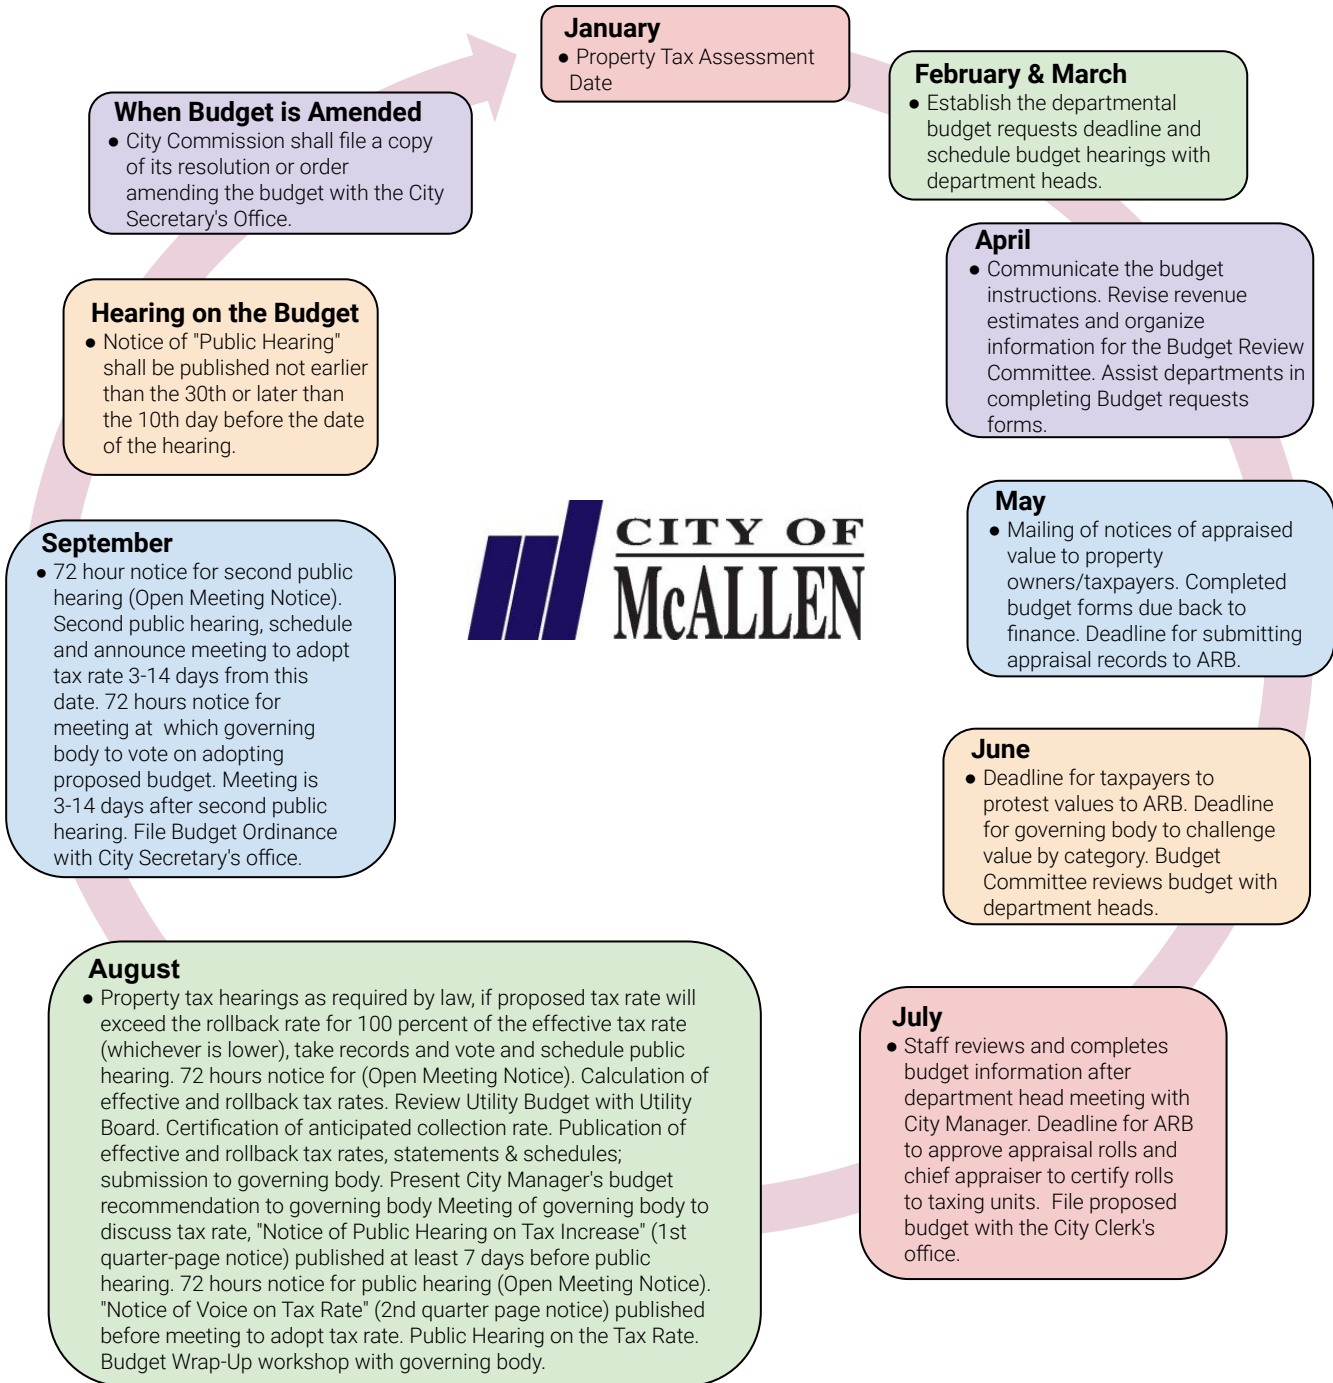 January
● Property Tax Assessment
Date
February & March
● Establish the departmental
budget requests deadline and
schedule budget hearings with
department heads.
April
● Communicate the budget
instructions. Revise revenue
estimates and organize
information for the Budget Review
Committee. Assist departments in
completing Budget requests
forms.
May
● Mailing of notices of appraised
value to property
owners/taxpayers. Completed
budget forms due back to
finance. Deadline for submitting
appraisal records to ARB.
June
● Deadline for taxpayers to
protest values to ARB. Deadline
for governing body to challenge
value by category. Budget
Committee reviews budget with
department heads.
July
● Staff reviews and completes
budget information after
department head meeting with
City Manager. Deadline for ARB
to approve appraisal rolls and
chief appraiser to certify rolls
to taxing units. File proposed
budget with the City Clerk's
office.
August
● Property tax hearings as required by law, if proposed tax rate will
exceed the rollback rate for 100 percent of the effective tax rate
(whichever is lower), take records and vote and schedule public
hearing. 72 hours notice for (Open Meeting Notice). Calculation of
effective and rollback tax rates. Review Utility Budget with Utility
Board. Certification of anticipated collection rate. Publication of
effective and rollback tax rates, statements & schedules;
submission to governing body. Present City Manager's budget
recommendation to governing body Meeting of governing body to
discuss tax rate, "Notice of Public Hearing on Tax Increase" (1st
quarter-page notice) published at least 7 days before public
hearing. 72 hours notice for public hearing (Open Meeting Notice).
"Notice of Voice on Tax Rate" (2nd quarter page notice) published
before meeting to adopt tax rate. Public Hearing on the Tax Rate.
Budget Wrap-Up workshop with governing body.
September
● 72 hour notice for second public
hearing (Open Meeting Notice).
Second public hearing, schedule
and announce meeting to adopt
tax rate 3-14 days from this
date. 72 hours notice for
meeting at which governing
body to vote on adopting
proposed budget. Meeting is
3-14 days after second public
hearing. File Budget Ordinance
with City Secretary's office.
Hearing on the Budget
● Notice of "Public Hearing"
shall be published not earlier
than the 30th or later than
the 10th day before the date
of the hearing.
When Budget is Amended
● City Commission shall file a copy
of its resolution or order
amending the budget with the City
Secretary's Office.
CITY OF
McALLEN